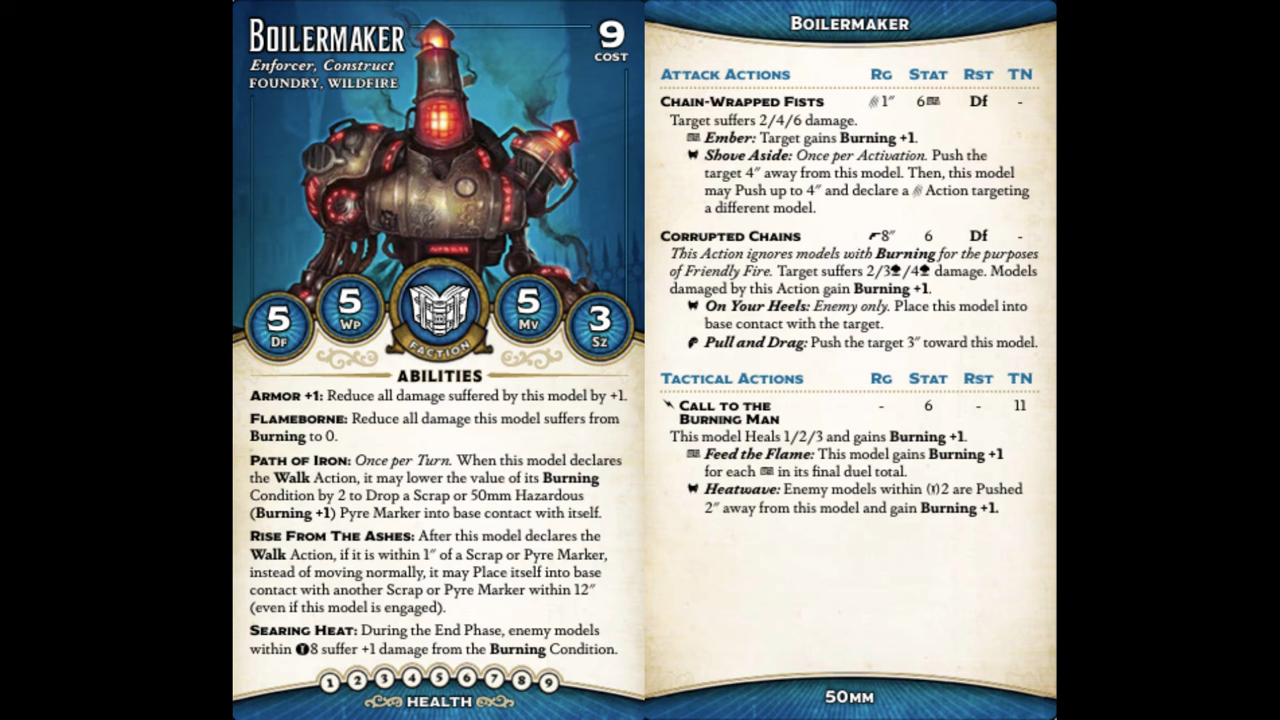 BOILERMAKER
Enforcer, Construct
FOUNDRY, WILDFIRE
9
COST
5
DF
5
WP
FACTION
5
MV
3
SZ
ABILITIES
ARMOR +1: Reduce all damage suffered by this model by +1.
FLAMEBORNE: Reduce all damage this model suffers from
Burning to 0.
PATH OF IRON: Once per Turn. When this model declares
the Walk Action, it may lower the value of its Burning
Condition by 2 to Drop a Scrap or 50mm Hazardous
(Burning +1) Pyre Marker into base contact with itself.
RISE FROM THE ASHES: After this model declares the
Walk Action, if it is within 1" of a Scrap or Pyre Marker,
instead of moving normally, it may Place itself into base
contact with another Scrap or Pyre Marker within 12"
(even if this model is engaged).
SEARING HEAT: During the End Phase, enemy models
within 8 suffer +1 damage from the Burning Condition.
1 2 3 4 5 6 7 8 9
HEALTH
BOILERMAKER
ATTACK ACTIONS RG STAT RST TN
CHAIN-WRAPPED FISTS 1" 6 Df -
Target suffers 2/4/6 damage.
Ember: Target gains Burning +1.
Shove Aside: Once per Activation. Push the
target 4" away from this model. Then, this model
may Push up to 4" and declare a Action targeting
a different model.
CORRUPTED CHAINS 8" 6 Df -
This Action ignores models with Burning for the purposes
of Friendly Fire. Target suffers 2/3/4 damage. Models
damaged by this Action gain Burning +1.
On Your Heels: Enemy only. Place this model into
base contact with the target.
Pull and Drag: Push the target 3" toward this model.
TACTICAL ACTIONS RG STAT RST TN
CALL TO THE - 6 - 11
BURNING MAN
This model Heals 1/2/3 and gains Burning +1.
Feed the Flame: This model gains Burning +1
for each in its final duel total.
Heatwave: Enemy models within 2 are Pushed
2" away from this model and gain Burning +1.
50MM